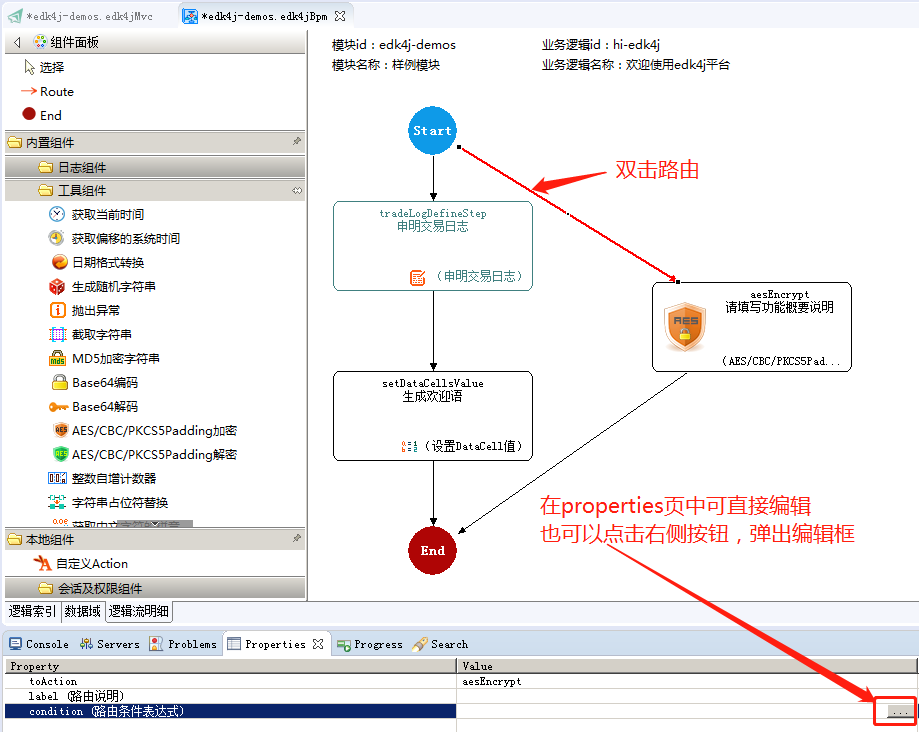 *edk4j-demos.edk4jMvc
*edk4j-demos.edk4jBpm
组件面板
选择
Route
End
内置组件
日志组件
工具组件
获取当前时间
获取偏移的系统时间
日期格式转换
生成随机字符串
抛出异常
截取字符串
MD5加密字符串
Base64编码
Base64解码
AES/CBC/PKCS5Padding加密
AES/CBC/PKCS5Padding解密
整数自增计数器
字符串占位符替换
本地组件
自定义Action
会话及权限组件
逻辑索引 数据域 逻辑流明细
模块id：edk4j-demos
业务逻辑id：hi-edk4j
模块名称：样例模块
业务逻辑名称：欢迎使用edk4j平台
Start
双击路由
tradeLogDefineStep
申明交易日志
（申明交易日志）
aesEncrypt
请填写功能概要说明
AES
（AES/CBC/PKCS5Pad...
setDataCellsValue
生成欢迎语
（设置DataCell值）
在properties页中可直接编辑
也可以点击右侧按钮，弹出编辑框
End
Console Servers Problems Properties Progress Search
Property Value
toAction aesEncrypt
label (路由说明)
condition (路由条件表达式) ...